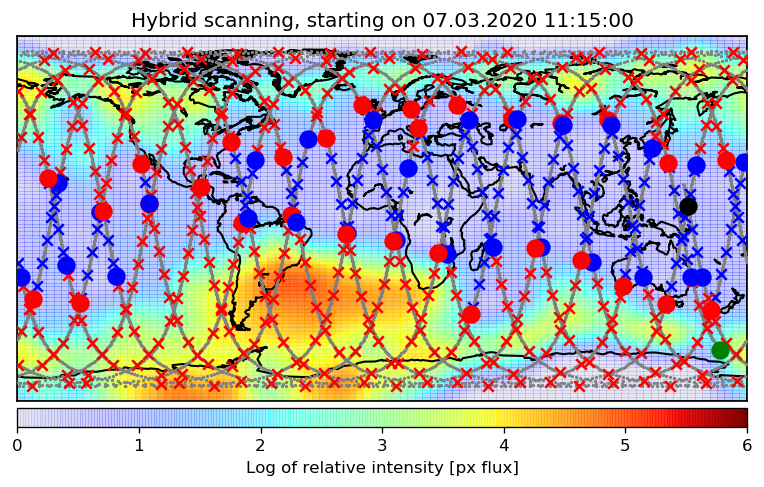 Hybrid scanning, starting on 07.03.2020 11:15:00
0 1 2 3 4 5 6
Log of relative intensity [px flux]